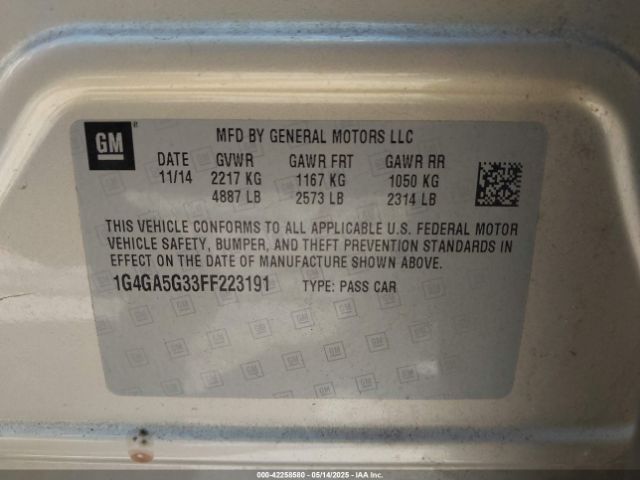 GM
MFD BY GENERAL MOTORS LLC
DATE GVWR GAWR FRT GAWR RR
11/14 2217 KG 1167 KG 1050 KG
4887 LB 2573 LB 2314 LB
THIS VEHICLE CONFORMS TO ALL APPLICABLE U.S. FEDERAL MOTOR
VEHICLE SAFETY, BUMPER, AND THEFT PREVENTION STANDARDS IN
EFFECT ON THE DATE OF MANUFACTURE SHOWN ABOVE.
1G4GA5G33FF223191 TYPE: PASS CAR
000-42258580 - 05/14/2025 - IAA Inc.